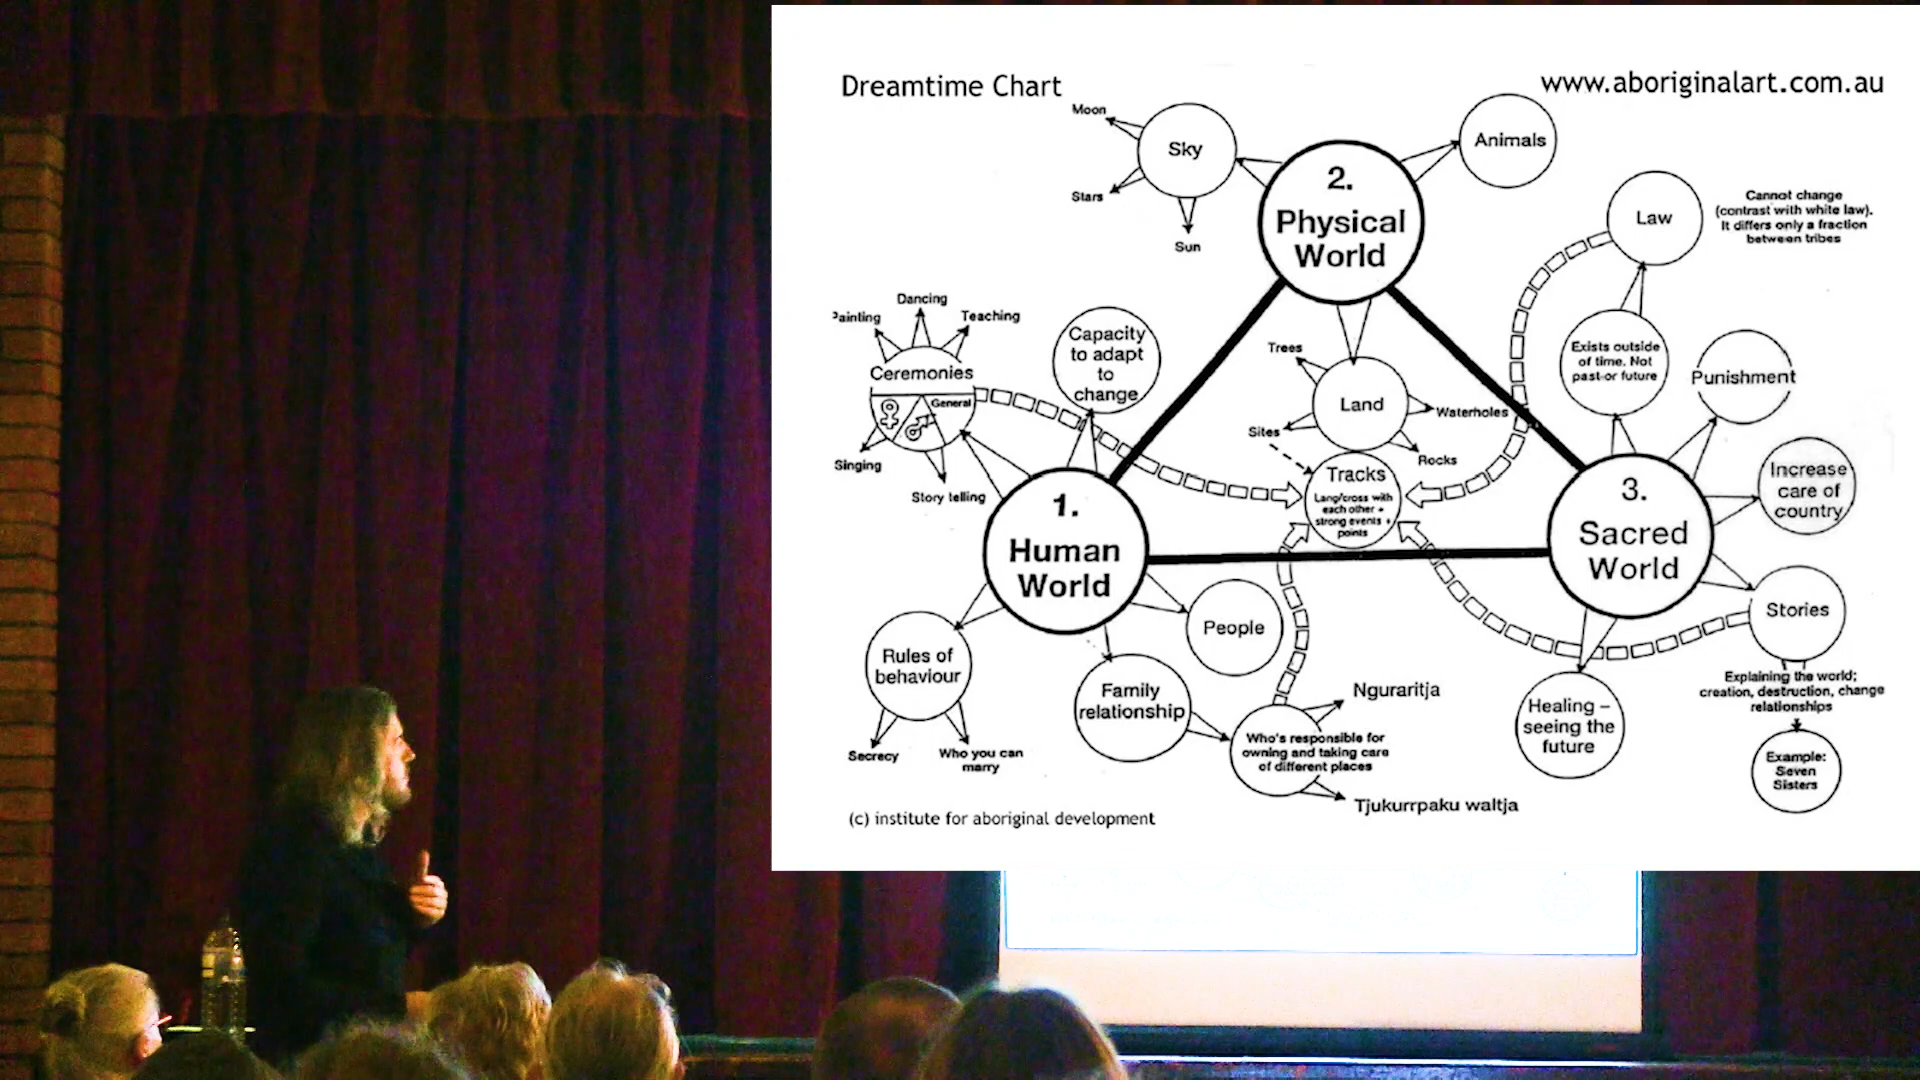 Dreamtime Chart
www.aboriginalart.com.au
Moon
Sky
Stars
Sun
2.
Physical
World
Animals
Law
Cannot change
(contrast with white law).
It differs only a fraction
between tribes
Painting
Dancing
Teaching
Ceremonies
General
Singing
Story telling
Capacity
to adapt
to
change
Trees
Land
Waterholes
Sites
Rocks
Tracks
Lang/cross with
each other +
strong events +
points
Exists outside
of time. Not
past or future
Punishment
Increase
care of
country
1.
Human
World
3.
Sacred
World
Stories
Explaining the world;
creation, destruction, change
relationships
Example:
Seven
Sisters
Healing –
seeing the
future
People
Rules of
behaviour
Secrecy
Who you can
marry
Family
relationship
Who's responsible for
owning and taking care
of different places
Nguraritja
Tjukurrpaku waltja
(c) institute for aboriginal development